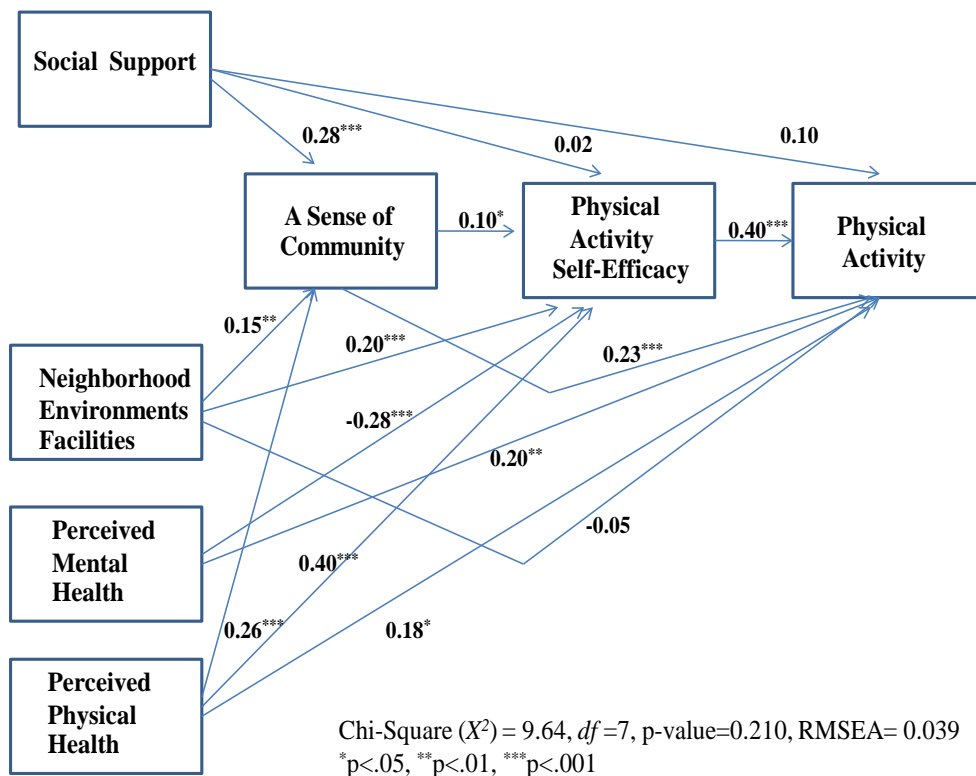 Social Support
0.28***
0.02
0.10
A Sense of
Community
0.10*
Physical
Activity
Self-Efficacy
0.40***
Physical
Activity
0.15**
0.20***
0.23***
Neighborhood
Environments
Facilities
-0.28***
0.20**
-0.05
Perceived
Mental
Health
0.40***
0.26***
0.18*
Perceived
Physical
Health
Chi-Square (X²) = 9.64, df =7, p-value=0.210, RMSEA= 0.039
*p<.05, **p<.01, ***p<.001